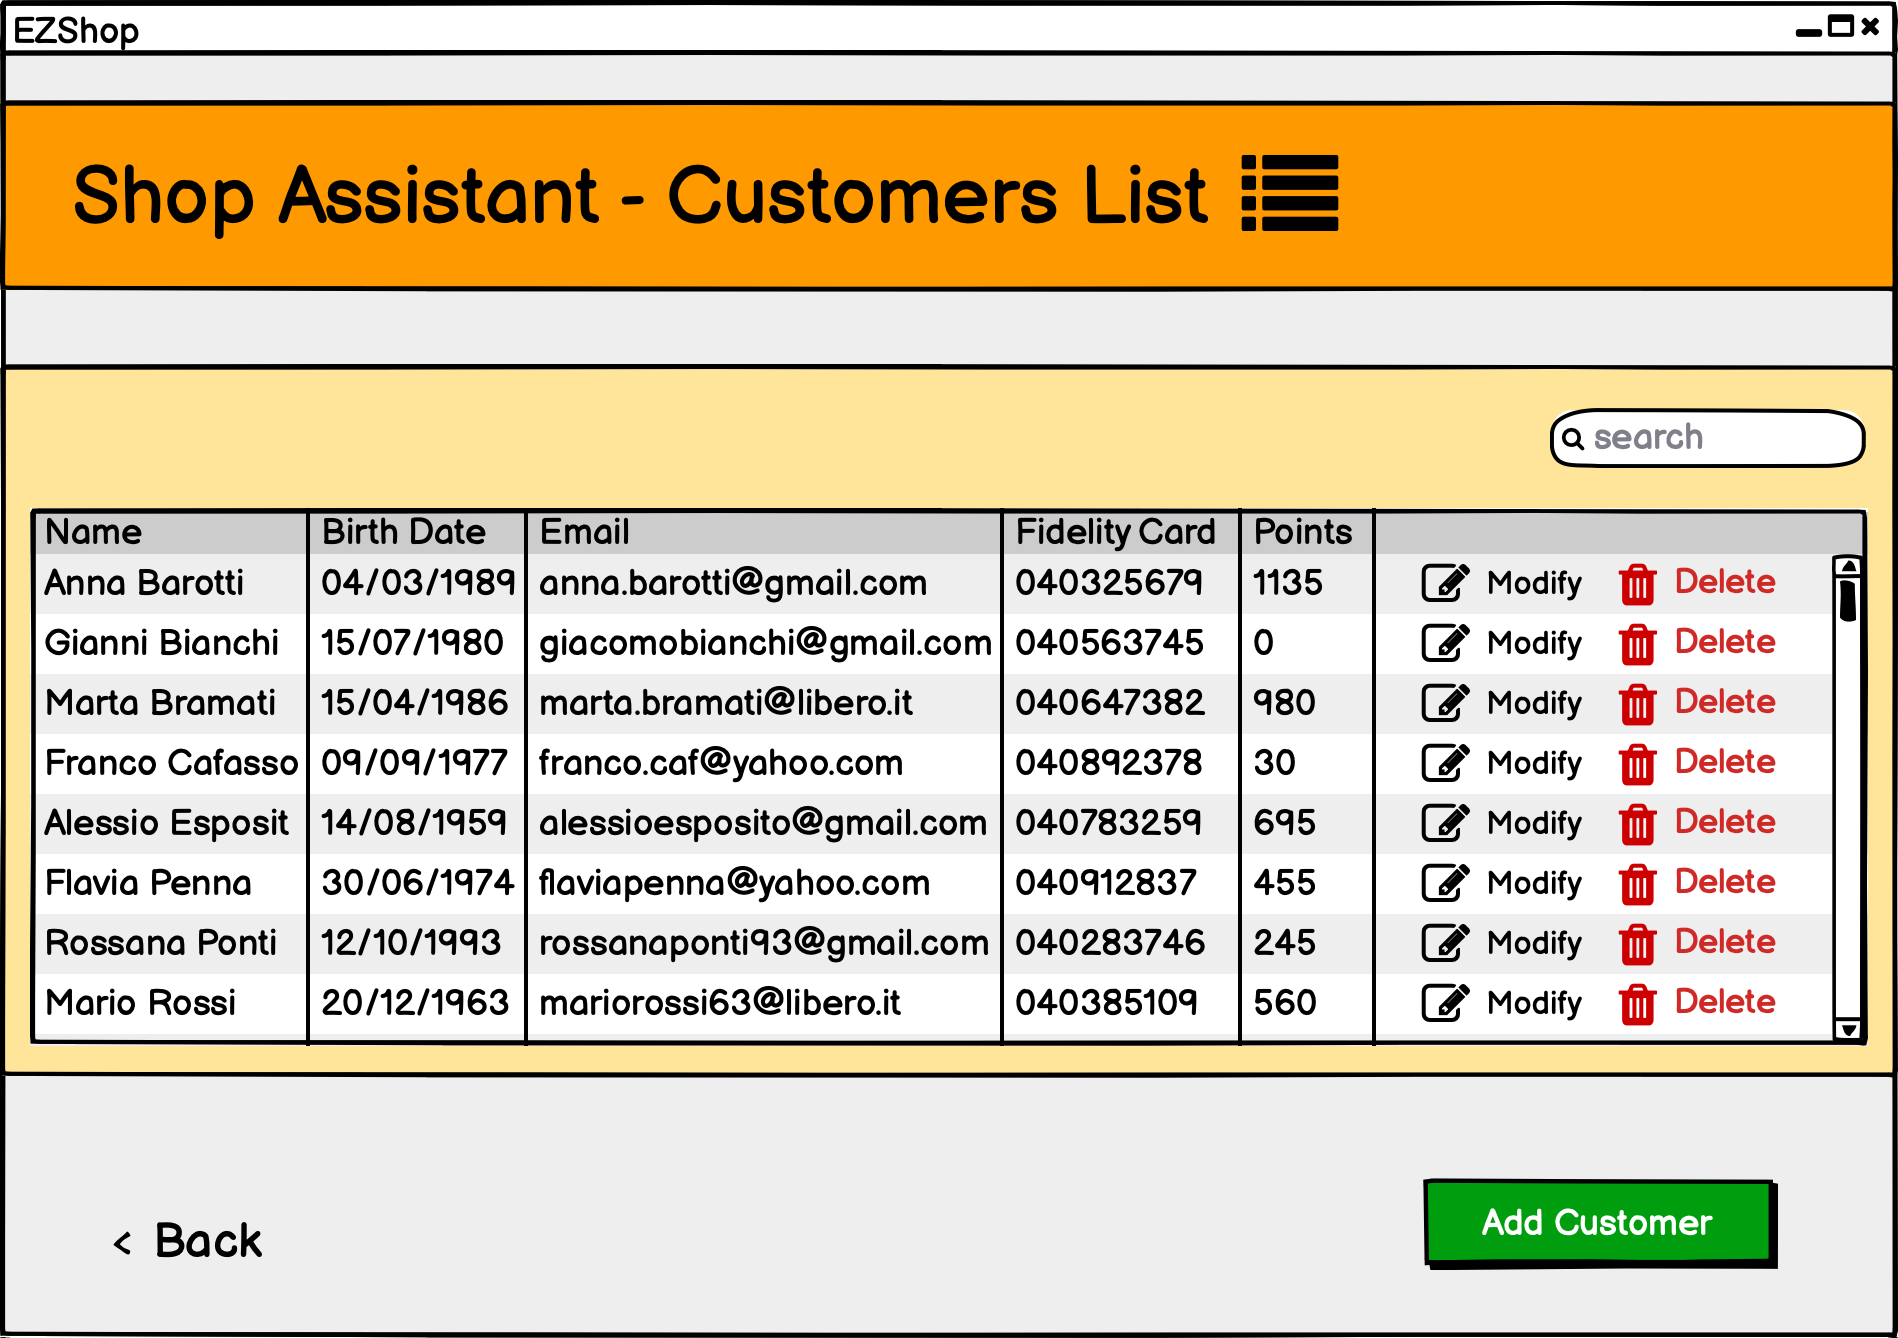 EZShop
Shop Assistant - Customers List
search
Name Birth Date Email Fidelity Card Points
Anna Barotti 04/03/1989 anna.barotti@gmail.com 040325679 1135 Modify Delete
Gianni Bianchi 15/07/1980 giacomobianchi@gmail.com 040563745 0 Modify Delete
Marta Bramati 15/04/1986 marta.bramati@libero.it 040647382 980 Modify Delete
Franco Cafasso 09/09/1977 franco.caf@yahoo.com 040892378 30 Modify Delete
Alessio Esposit 14/08/1959 alessioesposito@gmail.com 040783259 695 Modify Delete
Flavia Penna 30/06/1974 flaviapenna@yahoo.com 040912837 455 Modify Delete
Rossana Ponti 12/10/1993 rossanaponti93@gmail.com 040283746 245 Modify Delete
Mario Rossi 20/12/1963 mariorossi63@libero.it 040385109 560 Modify Delete
< Back
Add Customer